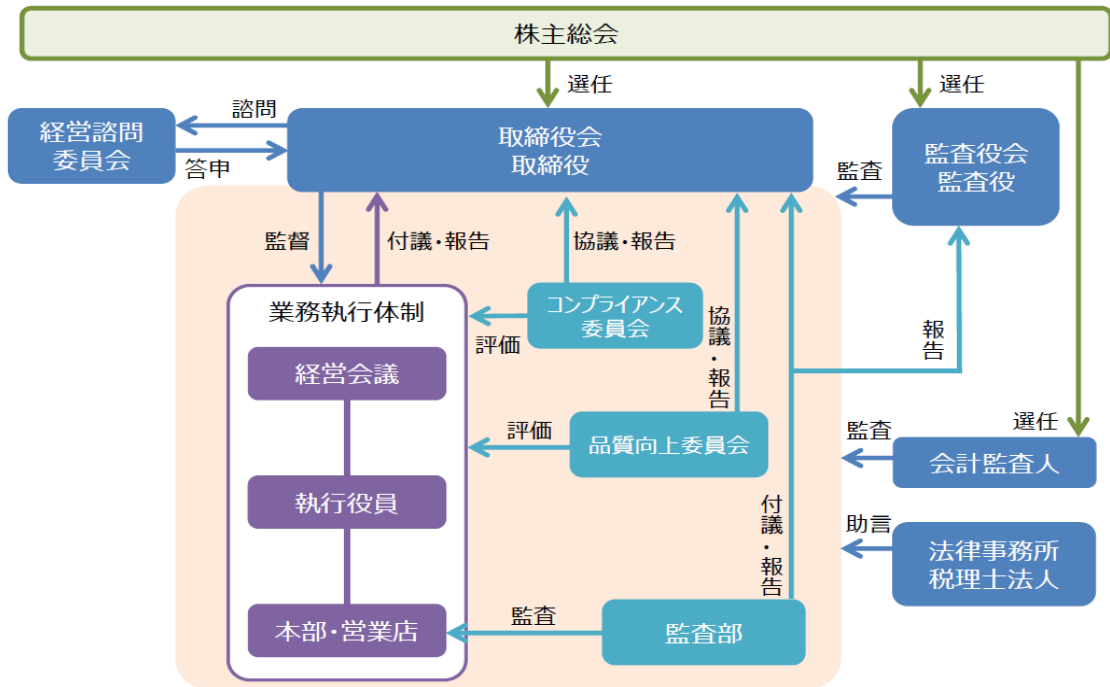 株主総会
選任
選任
諮問
経営諮問
委員会
答申
取締役会
取締役
監査役会
監査役
監査
監督
付議・報告
協議・報告
業務執行体制
コンプライアンス
委員会
評価
協議・報告
報告
経営会議
選任
評価
品質向上委員会
監査
会計監査人
執行役員
付議・報告
助言
法律事務所
税理士法人
本部・営業店
監査
監査部